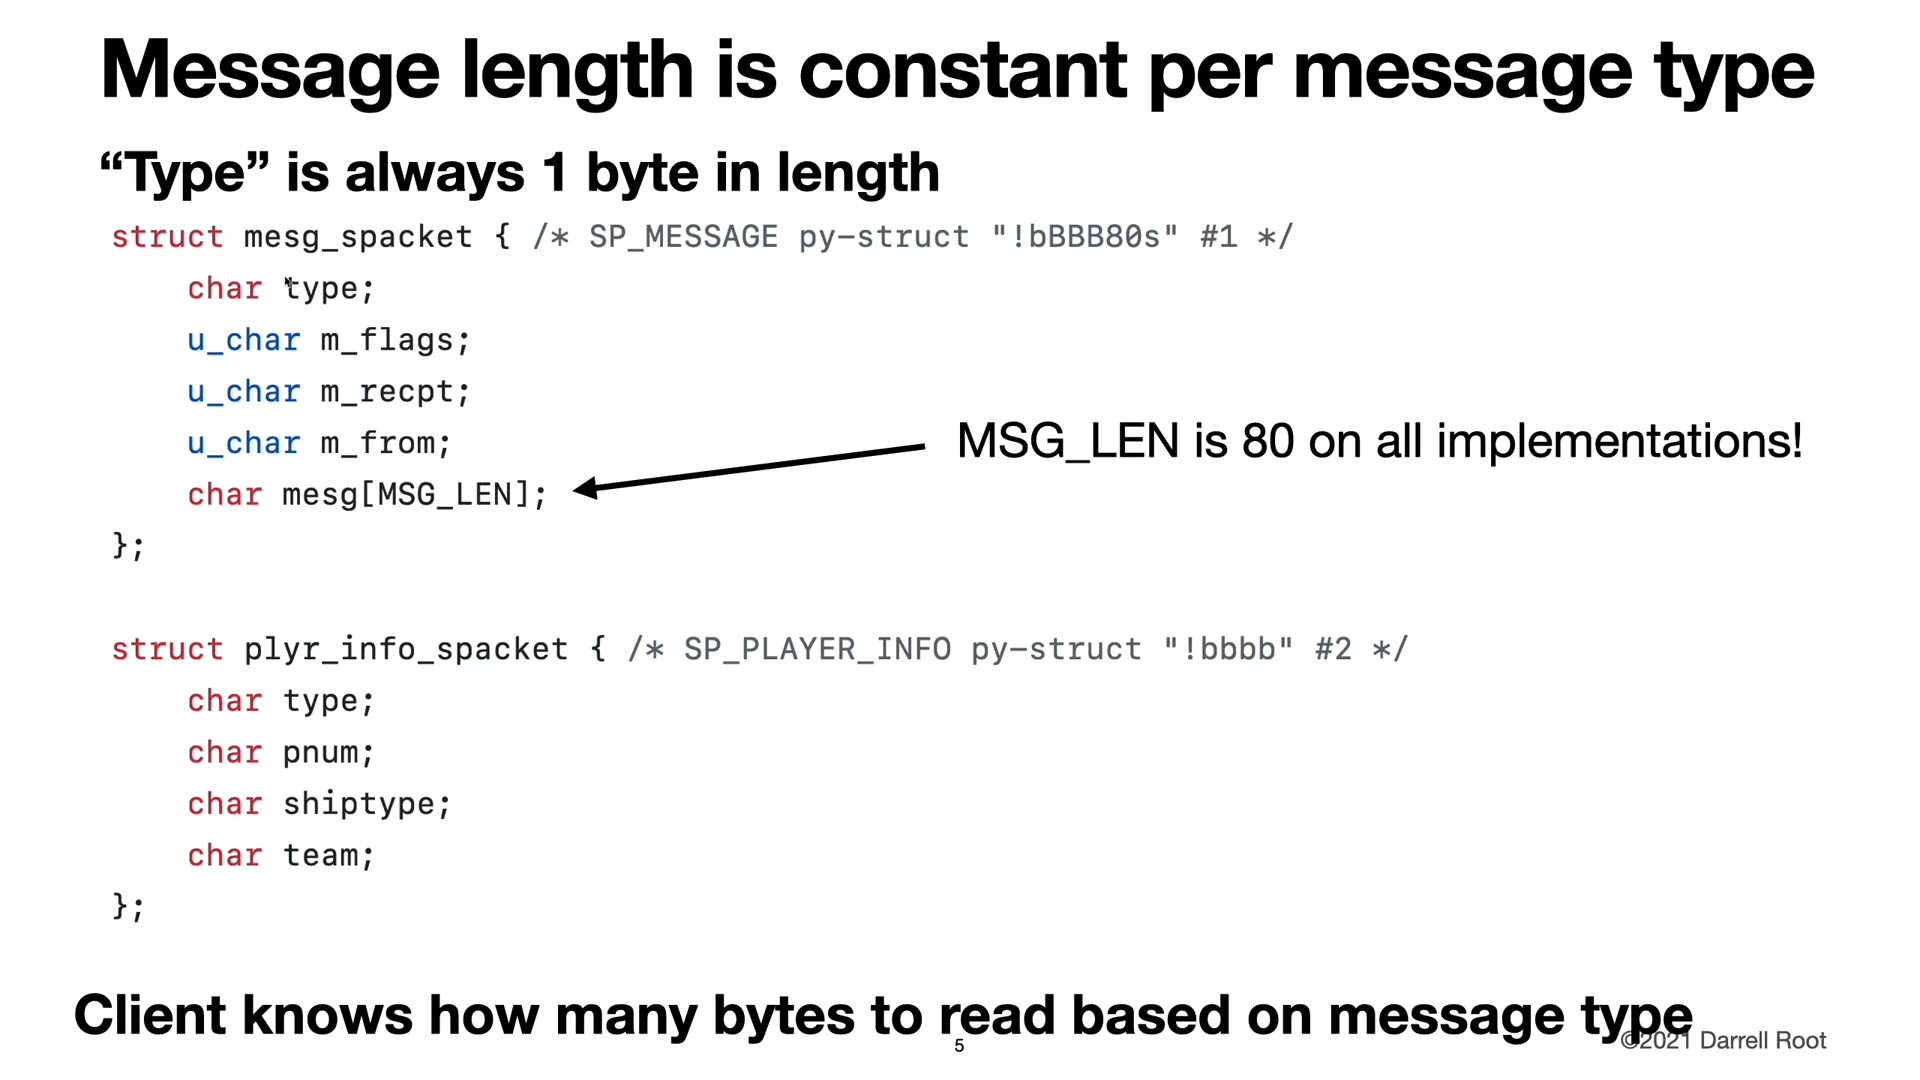 Message length is constant per message type
“Type” is always 1 byte in length
struct mesg_spacket { /* SP_MESSAGE py-struct "!bBBB80s" #1 */
char type;
u_char m_flags;
u_char m_recpt;
u_char m_from;
MSG_LEN is 80 on all implementations!
char mesg[MSG_LEN];
};
struct plyr_info_spacket { /* SP_PLAYER_INFO py-struct "!bbbb" #2 */
char type;
char pnum;
char shiptype;
char team;
};
Client knows how many bytes to read based on message type
5
©2021 Darrell Root